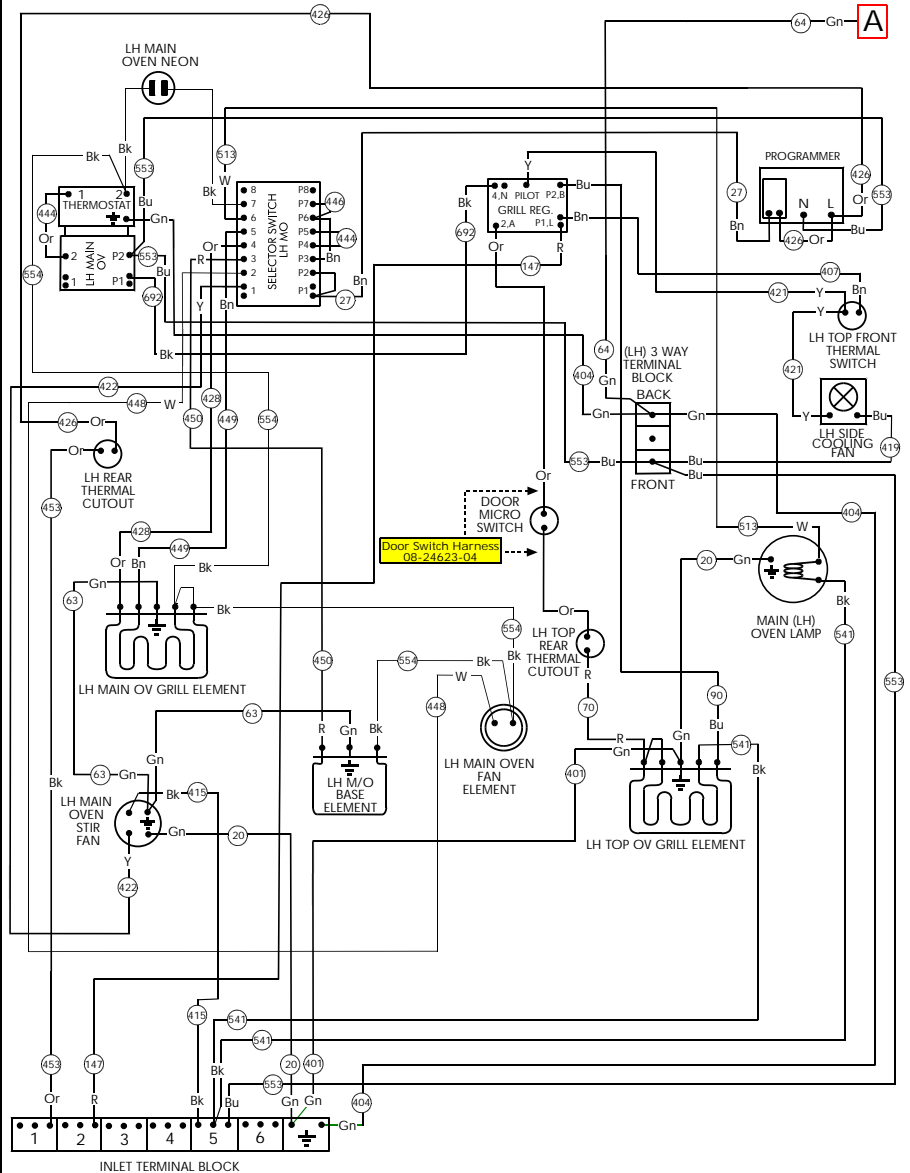 426
64
Gn
A
LH MAIN
OVEN NEON
Bk
Bk
553
513
W
Bk
Y
PROGRAMMER
1
2
THERMOSTAT
Bu
Gn
444
Or
LH MAIN
OV
2
1
P2
P1
553
Bu
692
554
8
7
6
5
4
3
2
1
P8
P7
P6
P5
P4
P3
P2
P1
SELECTOR SWITCH
LH MO
446
444
Bn
27
Bn
Or
R
Y
Bn
Bk
692
4,N
PILOT
P2,B
GRILL REG.
2,A
P1,L
Bu
Bn
Or
R
147
27
Bn
N
L
426
Or
553
Bu
426
Or
407
Bn
421
Y
Y
LH TOP FRONT
THERMAL
SWITCH
421
Y
Bu
LH SIDE
COOLING
FAN
419
Bk
64
Gn
(LH) 3 WAY
TERMINAL
BLOCK
BACK
404
Gn
Gn
553
Bu
Bu
Bu
FRONT
422
448
W
428
450
449
554
426
Or
Or
LH REAR
THERMAL
CUTOUT
453
Or
DOOR
MICRO
SWITCH
Door Switch Harness
08-24623-04
404
513
W
20
Gn
Bk
MAIN (LH)
OVEN LAMP
541
428
449
Or
Bn
Bk
Gn
63
Bk
LH MAIN OV GRILL ELEMENT
Or
LH TOP
REAR
THERMAL
CUTOUT
R
70
554
Bk
554
Bk
W
448
450
553
90
Bu
63
Gn
R
Gn
Bk
LH MAIN OVEN
FAN
ELEMENT
LH M/O
BASE
ELEMENT
R
Gn
401
Gn
541
Bk
LH TOP OV GRILL ELEMENT
Bk
63
Gn
Bk
415
LH MAIN
OVEN
STIR
FAN
Gn
20
Y
422
415
541
541
453
147
Bk
20
401
553
Or
R
Bk
Bu
Gn
Gn
404
Gn
1
2
3
4
5
6
INLET TERMINAL BLOCK